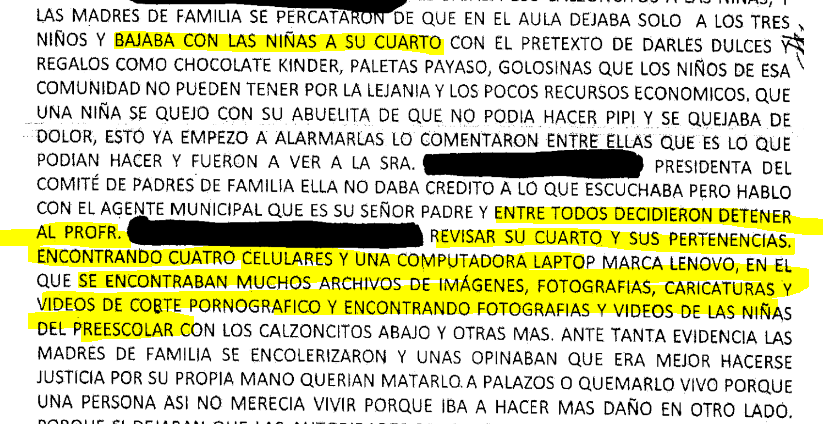 CALZONCITOS A LAS NIÑAS, Y
LAS MADRES DE FAMILIA SE PERCATARON DE QUE EN EL AULA DEJABA SOLO A LOS TRES
NIÑOS Y BAJABA CON LAS NIÑAS A SU CUARTO CON EL PRETEXTO DE DARLES DULCES Y
REGALOS COMO CHOCOLATE KINDER, PALETAS PAYASO, GOLOSINAS QUE LOS NIÑOS DE ESA
COMUNIDAD NO PUEDEN TENER POR LA LEJANIA Y LOS POCOS RECURSOS ECONOMICOS, QUE
UNA NIÑA SE QUEJO CON SU ABUELITA DE QUE NO PODIA HACER PIPI Y SE QUEJABA DE
DOLOR, ESTO YA EMPEZO A ALARMARLAS LO COMENTARON ENTRE ELLAS QUE ES LO QUE
PODIAN HACER Y FUERON A VER A LA SRA. PRESIDENTA DEL
COMITÉ DE PADRES DE FAMILIA ELLA NO DABA CREDITO A LO QUE ESCUCHABA PERO HABLO
CON EL AGENTE MUNICIPAL QUE ES SU SEÑOR PADRE Y ENTRE TODOS DECIDIERON DETENER
AL PROFR. REVISAR SU CUARTO Y SUS PERTENENCIAS.
ENCONTRANDO CUATRO CELULARES Y UNA COMPUTADORA LAPTOP MARCA LENOVO, EN EL
QUE SE ENCONTRABAN MUCHOS ARCHIVOS DE IMÁGENES, FOTOGRAFIAS, CARICATURAS Y
VIDEOS DE CORTE PORNOGRAFICO Y ENCONTRANDO FOTOGRAFIAS Y VIDEOS DE LAS NIÑAS
DEL PREESCOLAR CON LOS CALZONCITOS ABAJO Y OTRAS MAS. ANTE TANTA EVIDENCIA LAS
MADRES DE FAMILIA SE ENCOLERIZARON Y UNAS OPINABAN QUE ERA MEJOR HACERSE
JUSTICIA POR SU PROPIA MANO QUERIAN MATARLO A PALAZOS O QUEMARLO VIVO PORQUE
UNA PERSONA ASI NO MERECIA VIVIR PORQUE IBA A HACER MAS DAÑO EN OTRO LADO.
PORQUE SI DEJABAN QUE LAS AUTORIDADES